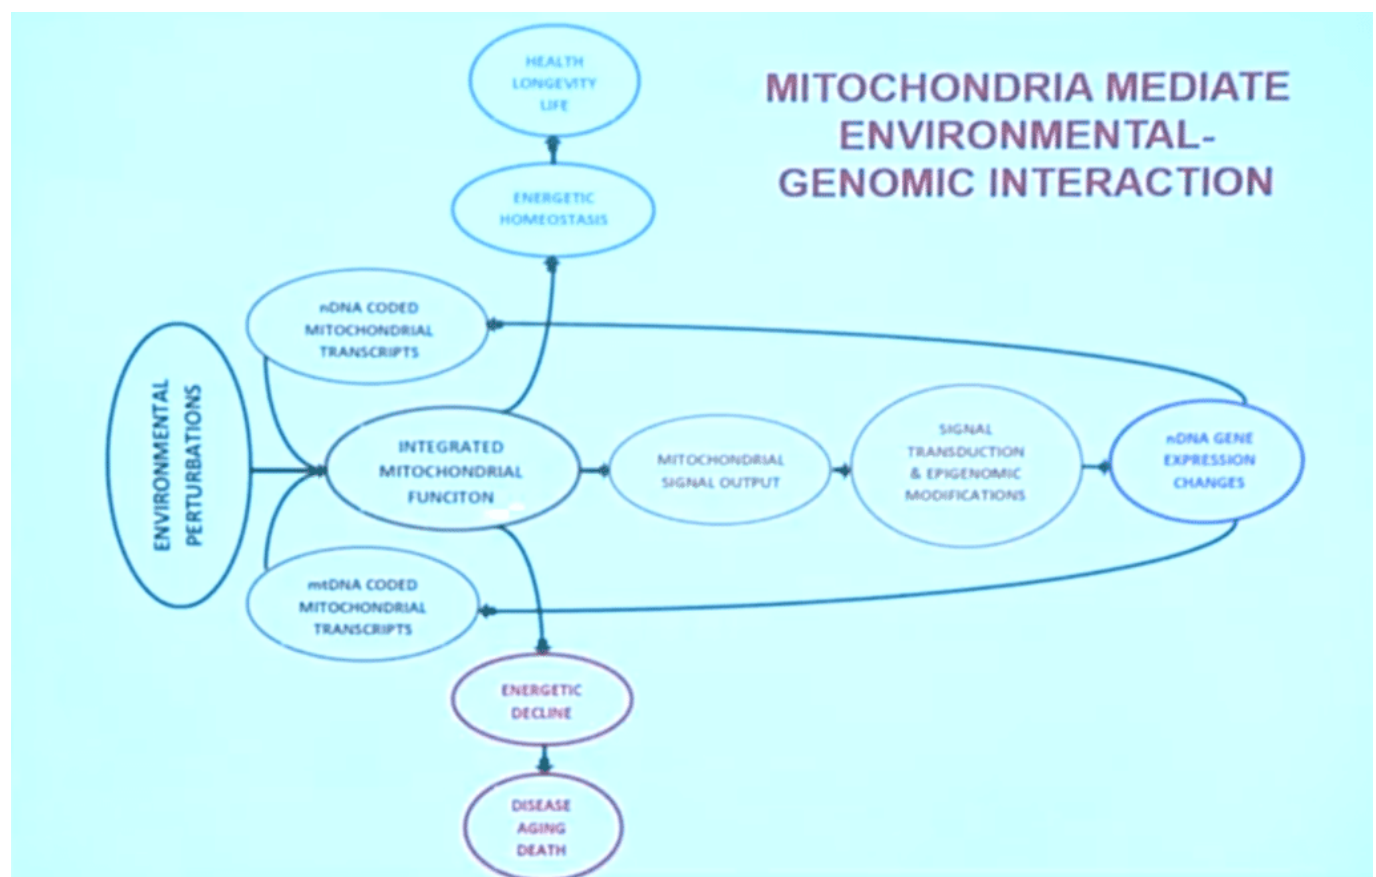 MITOCHONDRIA MEDIATE
ENVIRONMENTAL-
GENOMIC INTERACTION
HEALTH
LONGEVITY
LIFE
ENERGETIC
HOMEOSTASIS
nDNA CODED
MITOCHONDRIAL
TRANSCRIPTS
ENVIRONMENTAL
PERTURBATIONS
INTEGRATED
MITOCHONDRIAL
FUNCITON
MITOCHONDRIAL
SIGNAL OUTPUT
SIGNAL
TRANSDUCTION
& EPIGENOMIC
MODIFICATIONS
nDNA GENE
EXPRESSION
CHANGES
mtDNA CODED
MITOCHONDRIAL
TRANSCRIPTS
ENERGETIC
DECLINE
DISEASE
AGING
DEATH